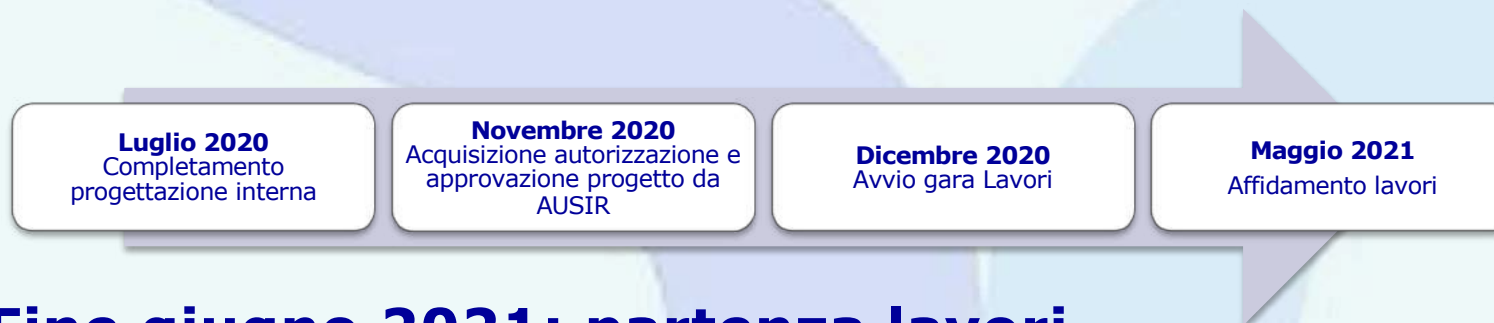 Luglio 2020
Completamento
progettazione interna
Novembre 2020
Acquisizione autorizzazione e
approvazione progetto da
AUSIR
Dicembre 2020
Avvio gara Lavori
Maggio 2021
Affidamento lavori
Fine giugno 2021: partenza lavori